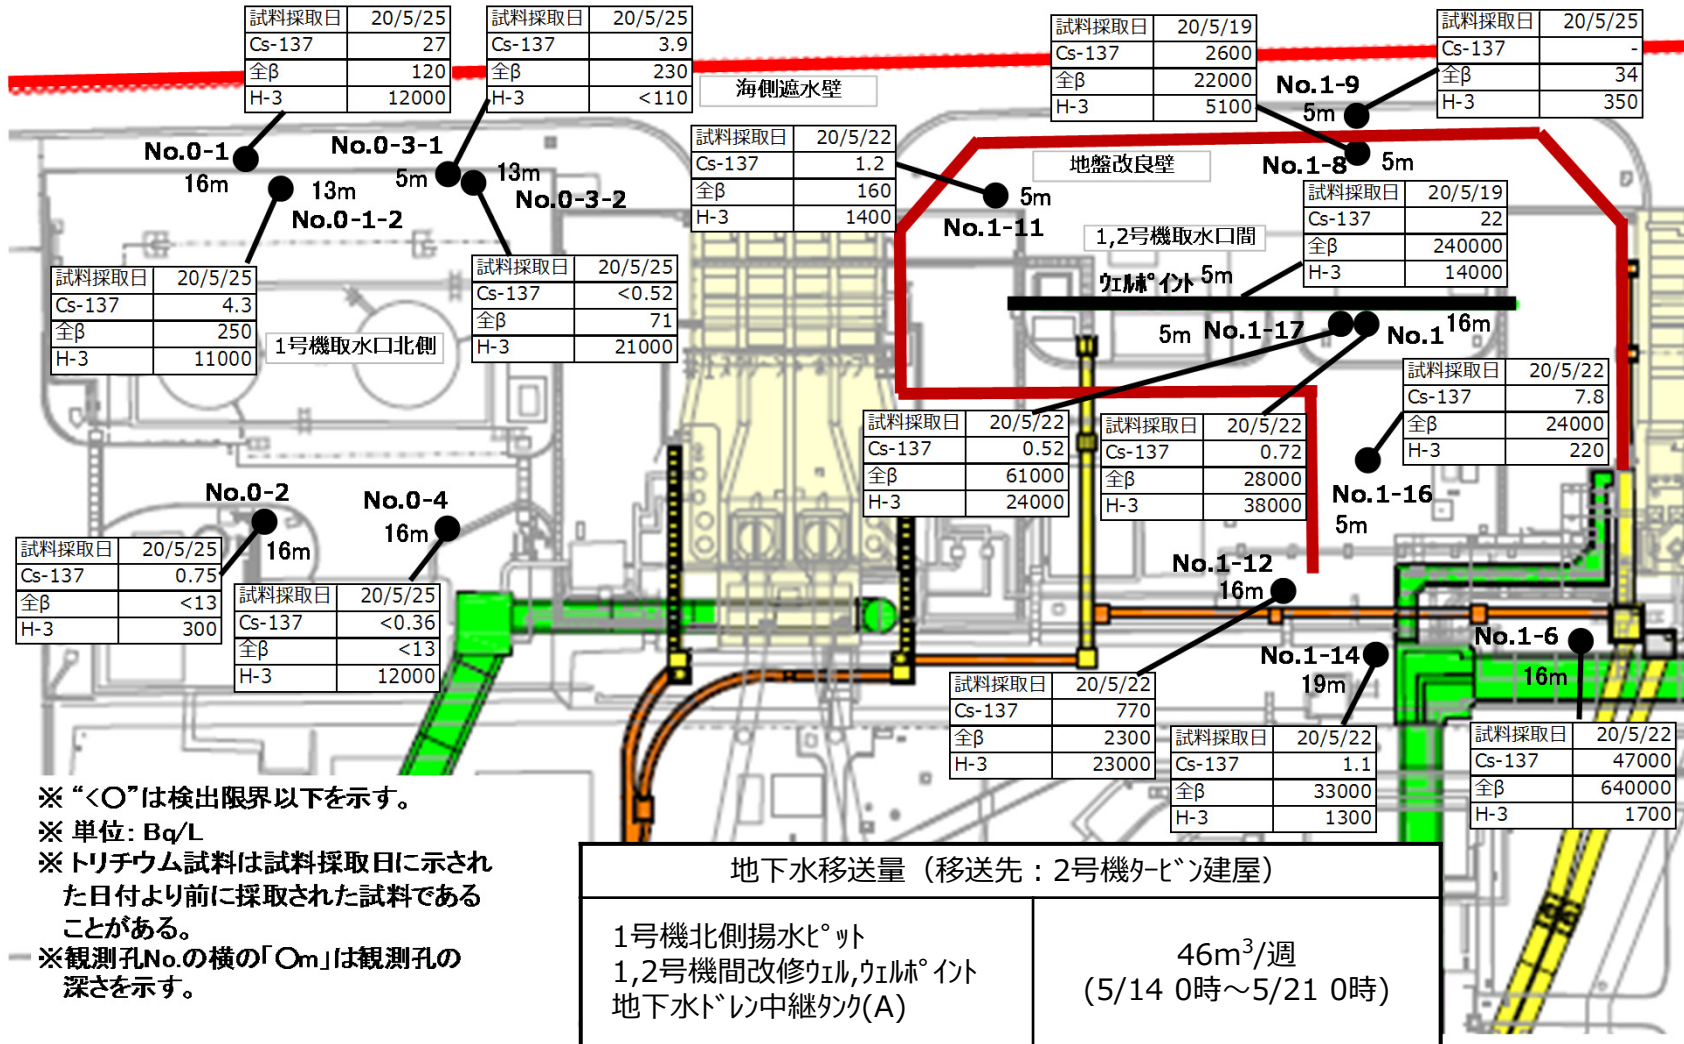 試料採取日 20/5/25
Cs-137 27
全β 120
H-3 12000
試料採取日 20/5/25
Cs-137 3.9
全β 230
H-3 <110
海側遮水壁
試料採取日 20/5/19
Cs-137 2600
全β 22000
H-3 5100
試料採取日 20/5/25
Cs-137 -
全β 34
H-3 350
No.1-9
5m
No.0-1
16m
No.0-3-1
5m
13m
No.0-3-2
13m
No.0-1-2
試料採取日 20/5/22
Cs-137 1.2
全β 160
H-3 1400
5m
No.1-11
地盤改良壁
No.1-8
5m
試料採取日 20/5/19
Cs-137 22
全β 240000
H-3 14000
1,2号機取水口間
ウェルポイント 5m
試料採取日 20/5/25
Cs-137 4.3
全β 250
H-3 11000
1号機取水口北側
試料採取日 20/5/25
Cs-137 <0.52
全β 71
H-3 21000
5m No.1-17
No.1 16m
試料採取日 20/5/22
Cs-137 7.8
全β 24000
H-3 220
試料採取日 20/5/22
Cs-137 0.52
全β 61000
H-3 24000
試料採取日 20/5/22
Cs-137 0.72
全β 28000
H-3 38000
No.1-16
5m
No.0-2
16m
No.0-4
16m
試料採取日 20/5/25
Cs-137 0.75
全β <13
H-3 300
試料採取日 20/5/25
Cs-137 <0.36
全β <13
H-3 12000
No.1-12
16m
No.1-14
19m
No.1-6
16m
試料採取日 20/5/22
Cs-137 770
全β 2300
H-3 23000
試料採取日 20/5/22
Cs-137 1.1
全β 33000
H-3 1300
試料採取日 20/5/22
Cs-137 47000
全β 640000
H-3 1700
※ “<〇”は検出限界以下を示す。
※ 単位: Bq/L
※ トリチウム試料は試料採取日に示され
た日付より前に採取された試料である
ことがある。
※観測孔No.の横の「〇m」は観測孔の
深さを示す。
地下水移送量（移送先：2号機タービン建屋）
1号機北側揚水ピット
1,2号機間改修ウェル,ウェルポイント
地下水ドレン中継タンク(A)
46m³/週
(5/14 0時～5/21 0時)